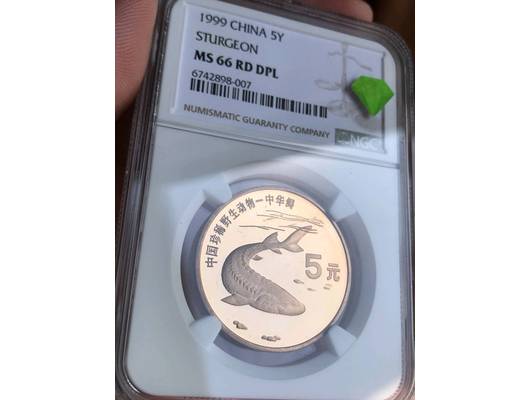 1999 CHINA 5Y
STURGEON
MS 66 RD DPL
6742898-007
NUMISMATIC GUARANTY COMPANY
NGC
中国珍稀野生动物—中华鲟
5元